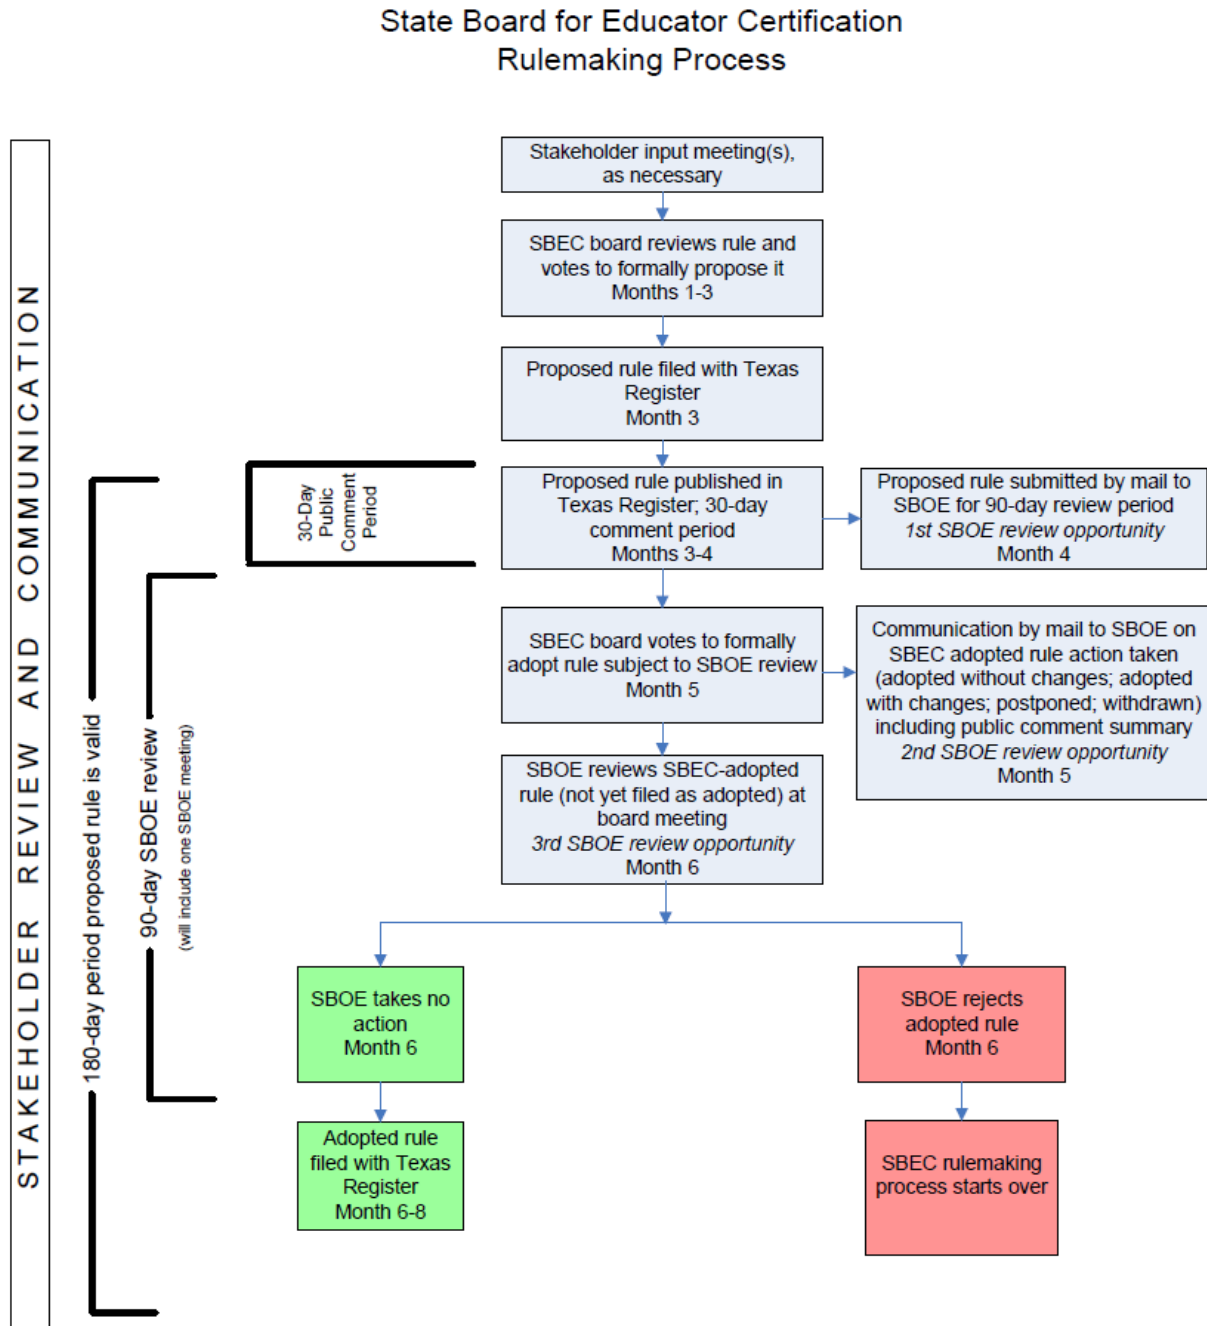 State Board for Educator Certification
Rulemaking Process
STAKEHOLDER REVIEW AND COMMUNICATION
Stakeholder input meeting(s),
as necessary
SBEC board reviews rule and
votes to formally propose it
Months 1-3
Proposed rule filed with Texas
Register
Month 3
30-Day
Public
Comment
Period
Proposed rule published in
Texas Register; 30-day
comment period
Months 3-4
Proposed rule submitted by mail to
SBOE for 90-day review period
1st SBOE review opportunity
Month 4
180-day period proposed rule is valid
90-day SBOE review
(will include one SBOE meeting)
SBEC board votes to formally
adopt rule subject to SBOE review
Month 5
Communication by mail to SBOE on
SBEC adopted rule action taken
(adopted without changes; adopted
with changes; postponed; withdrawn)
including public comment summary
2nd SBOE review opportunity
Month 5
SBOE reviews SBEC-adopted
rule (not yet filed as adopted) at
board meeting
3rd SBOE review opportunity
Month 6
SBOE takes no
action
Month 6
SBOE rejects
adopted rule
Month 6
Adopted rule
filed with Texas
Register
Month 6-8
SBEC rulemaking
process starts over